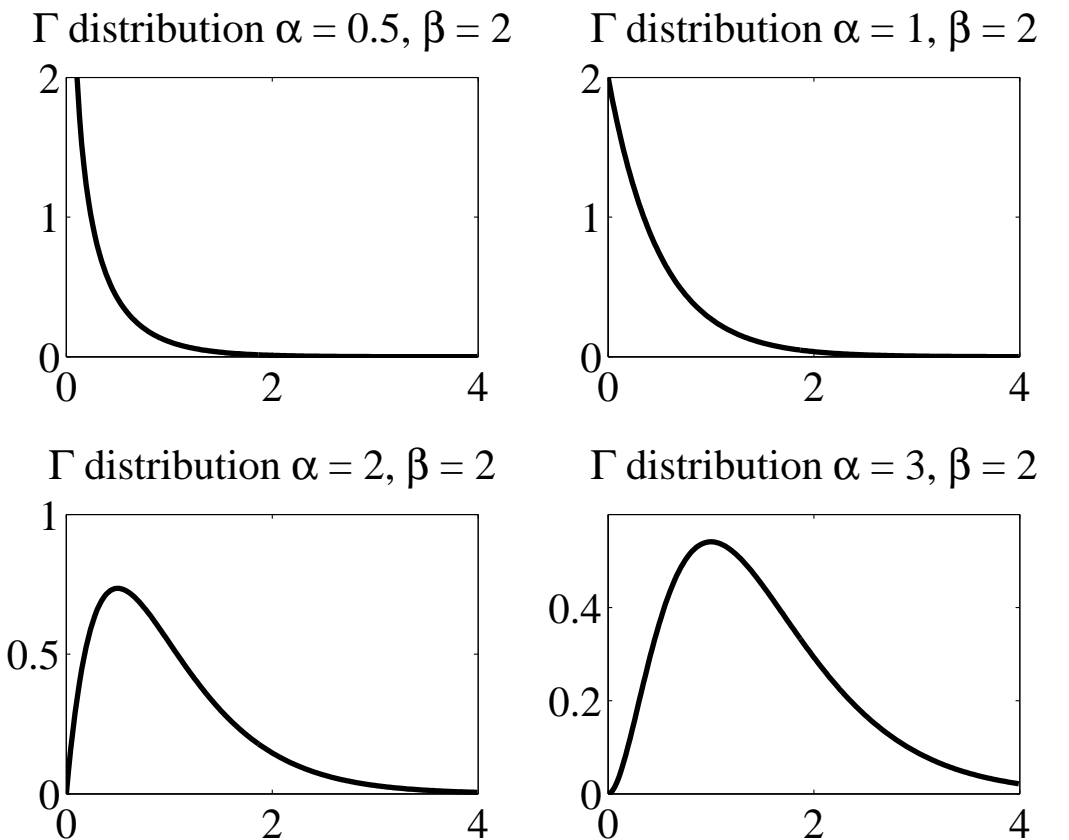 Γ distribution α = 0.5, β = 2
2
1
0
0 2 4
Γ distribution α = 1, β = 2
2
1
0
0 2 4
Γ distribution α = 2, β = 2
1
0.5
0
0 2 4
Γ distribution α = 3, β = 2
0.4
0.2
0
0 2 4